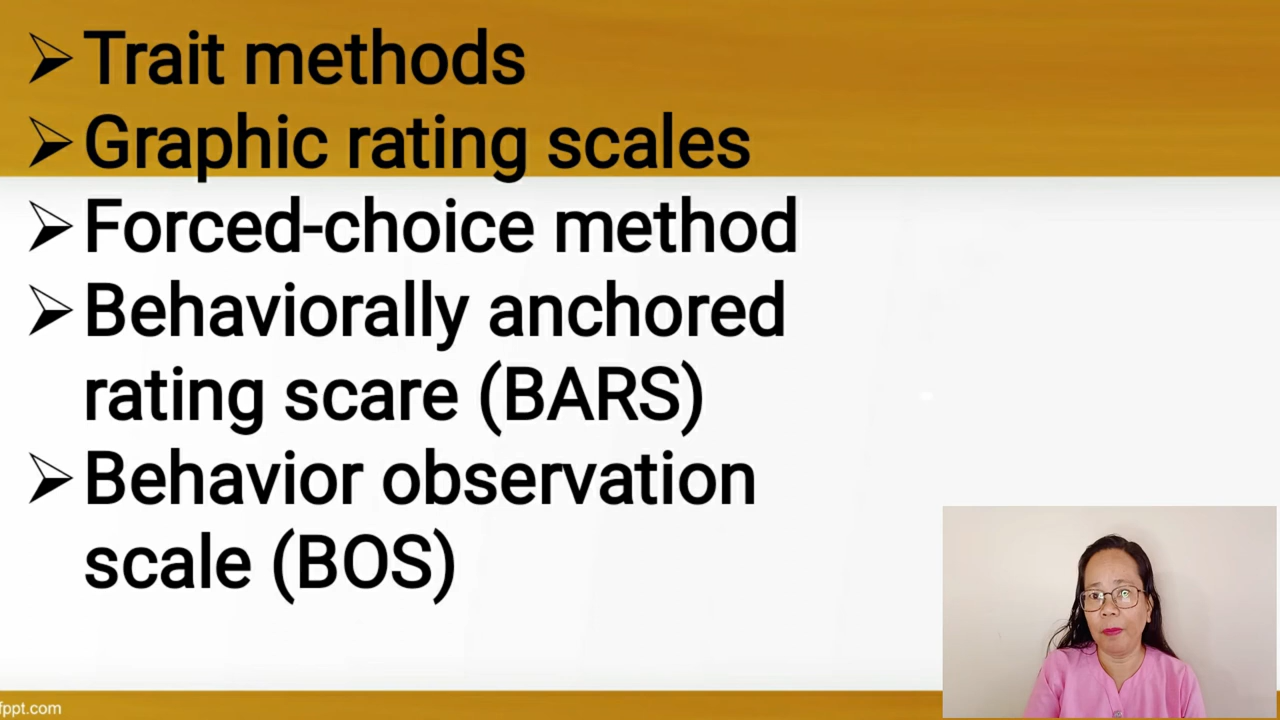 Trait methods
Graphic rating scales
Forced-choice method
Behaviorally anchored
rating scare (BARS)
Behavior observation
scale (BOS)
fppt.com